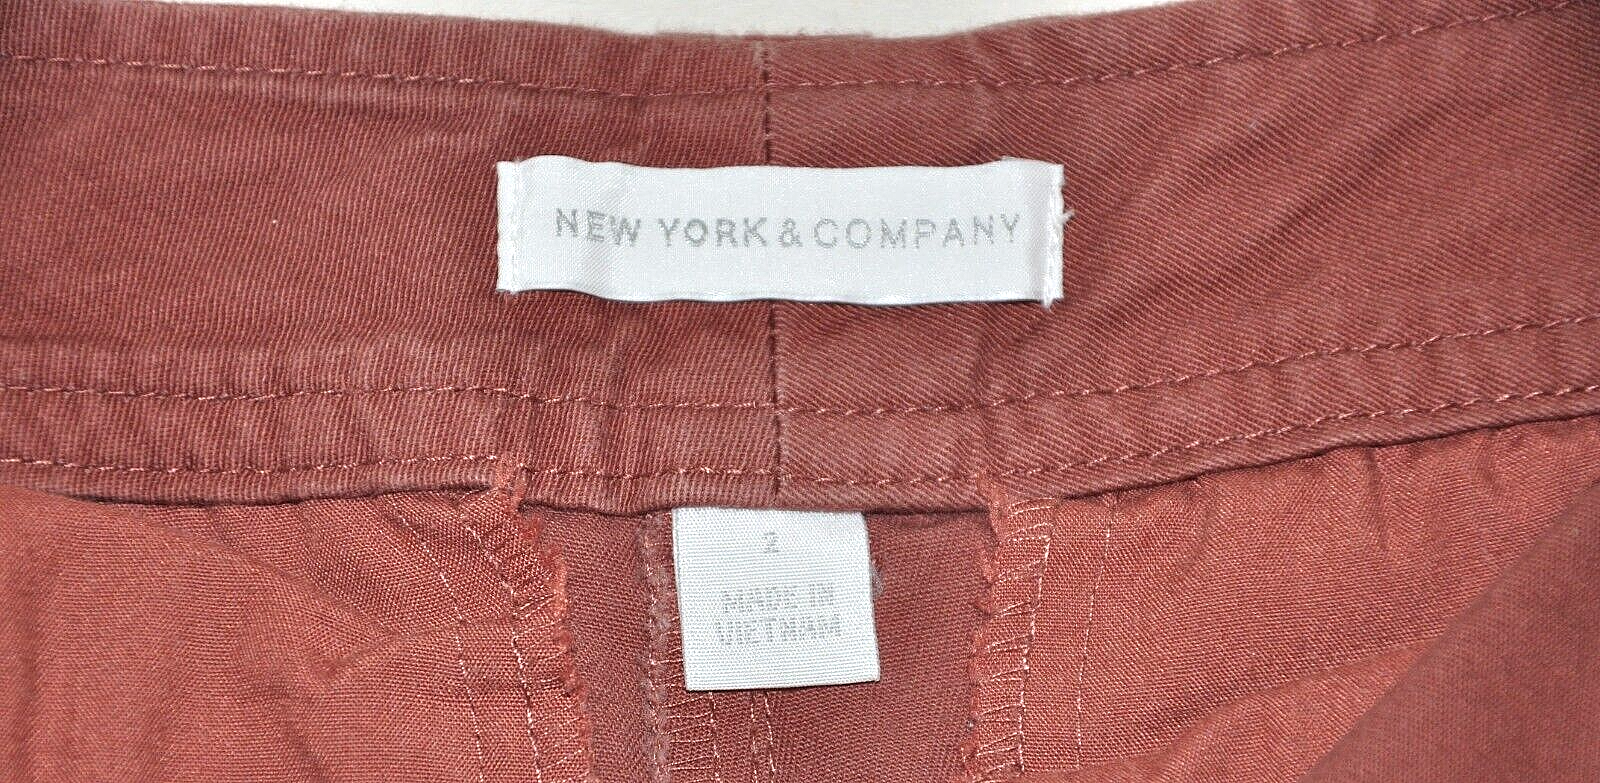 NEW YORK & COMPANY
2
MADE IN
VIETNAM